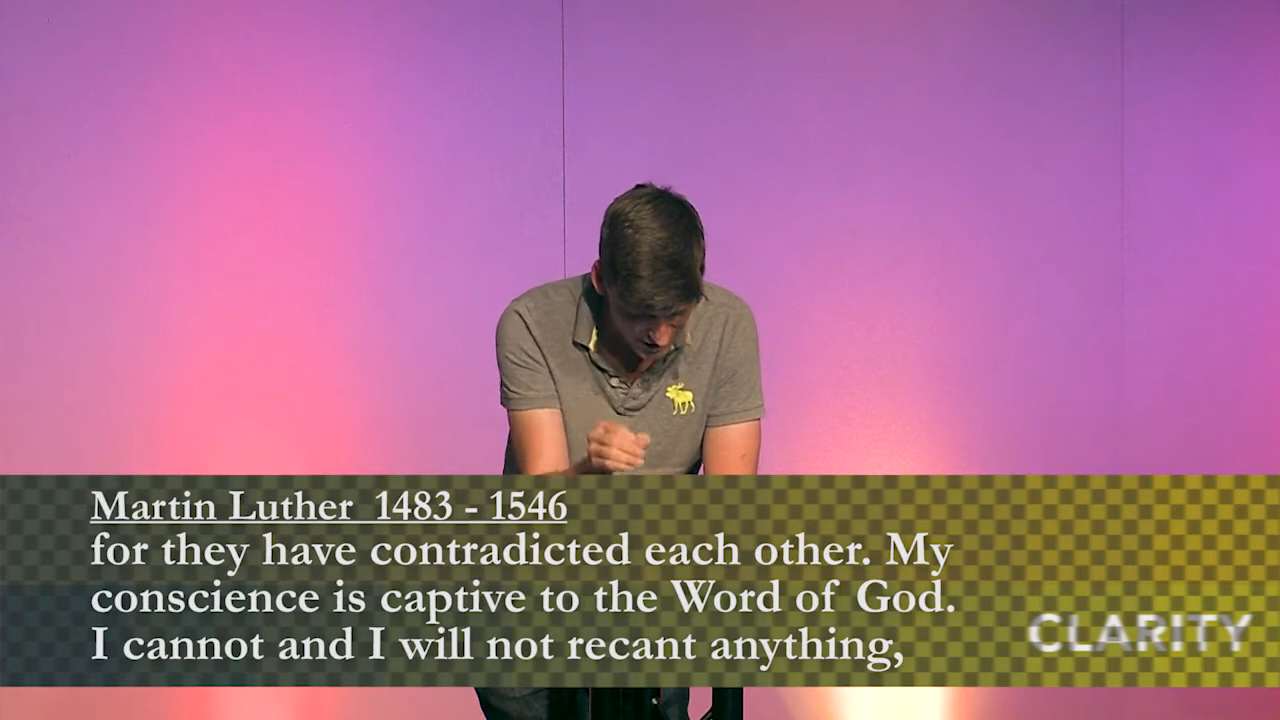 Martin Luther 1483 - 1546
for they have contradicted each other. My
conscience is captive to the Word of God.
I cannot and I will not recant anything,
CLARITY